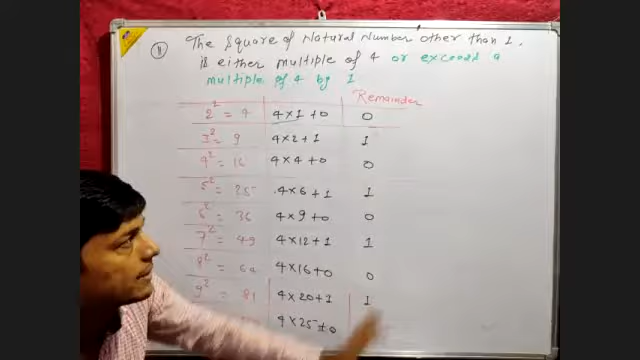 11 The Square of Natural Number other than 1,
is either multiple of 4 or exceed a
multiple of 4 by 1
Remainder
2² = 4 4×1+0 0
3² = 9 4×2+1 1
4² = 16 4×4+0 0
5² = 25 4×6+1 1
6² = 36 4×9+0 0
7² = 49 4×12+1 1
8² = 64 4×16+0 0
9² = 81 4×20+1 1
4×25+0